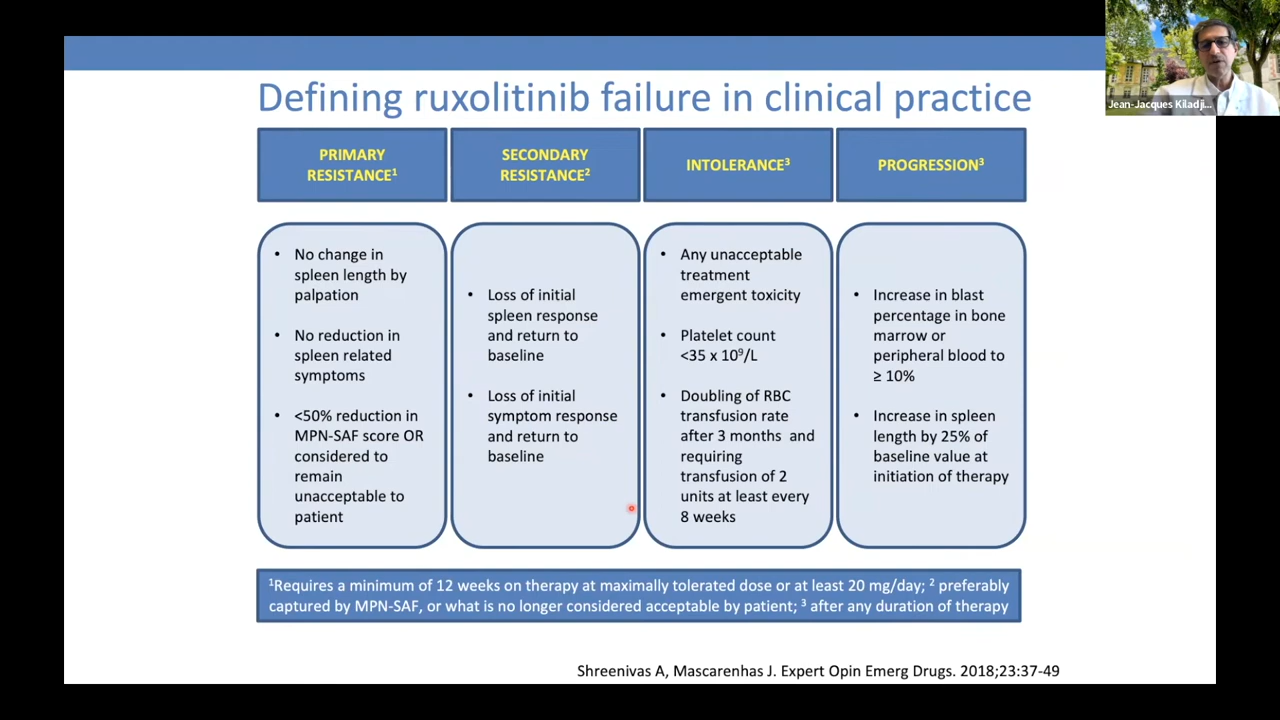 Jean-Jacques Kiladji...
Defining ruxolitinib failure in clinical practice
PRIMARY
RESISTANCE¹
SECONDARY
RESISTANCE²
INTOLERANCE³
PROGRESSION³
• No change in
spleen length by
palpation
• No reduction in
spleen related
symptoms
• <50% reduction in
MPN-SAF score OR
considered to
remain
unacceptable to
patient
• Loss of initial
spleen response
and return to
baseline
• Loss of initial
symptom response
and return to
baseline
• Any unacceptable
treatment
emergent toxicity
• Platelet count
<35 x 10⁹/L
• Doubling of RBC
transfusion rate
after 3 months and
requiring
transfusion of 2
units at least every
8 weeks
• Increase in blast
percentage in bone
marrow or
peripheral blood to
≥ 10%
• Increase in spleen
length by 25% of
baseline value at
initiation of therapy
¹Requires a minimum of 12 weeks on therapy at maximally tolerated dose or at least 20 mg/day; ² preferably
captured by MPN-SAF, or what is no longer considered acceptable by patient; ³ after any duration of therapy
Shreenivas A, Mascarenhas J. Expert Opin Emerg Drugs. 2018;23:37-49